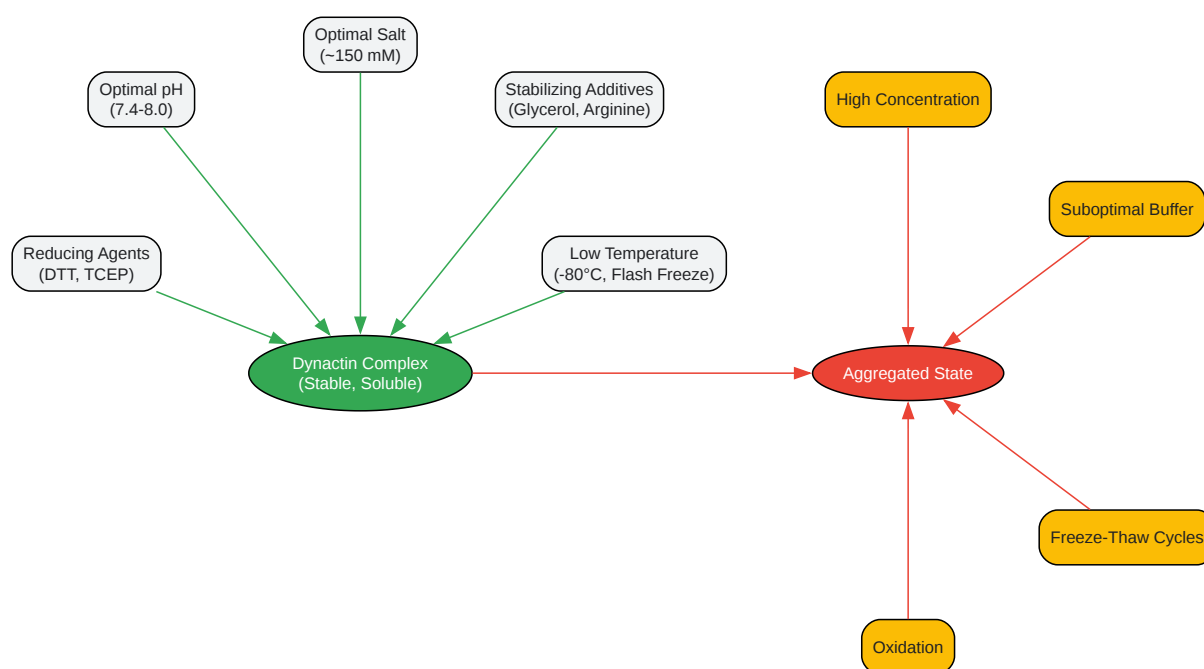 Optimal Salt
(~150 mM)
Optimal pH
(7.4-8.0)
Stabilizing Additives
(Glycerol, Arginine)
High Concentration
Suboptimal Buffer
Reducing Agents
(DTT, TCEP)
Low Temperature
(-80°C, Flash Freeze)
Dynactin Complex
(Stable, Soluble)
Aggregated State
Freeze-Thaw Cycles
Oxidation